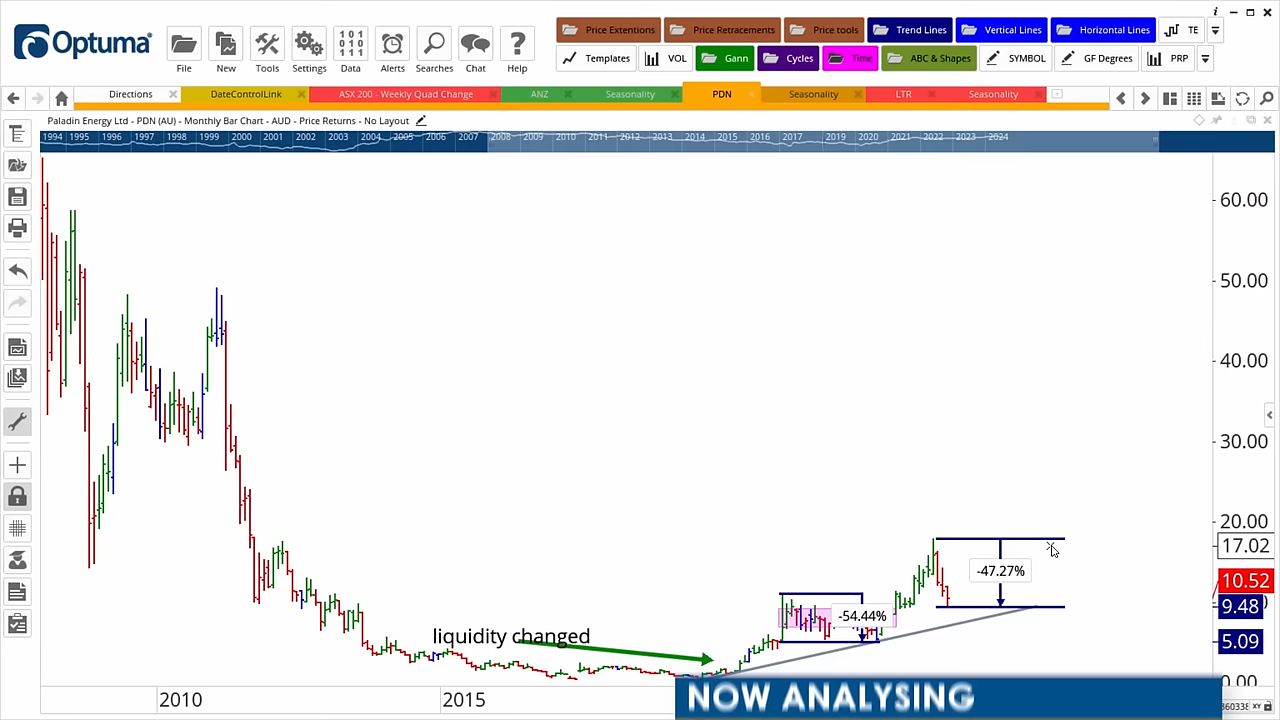 i
Optuma
File
New
Tools
Settings
Data
Alerts
Searches
Chat
Help
Price Extentions
Price Retracements
Price tools
Trend Lines
Vertical Lines
Horizontal Lines
TE
Templates
VOL
Gann
Cycles
Time
ABC & Shapes
SYMBOL
GF Degrees
PRP
Directions
DateControlLink
ASX 200 - Weekly Quad Change
ANZ
Seasonality
PDN
Seasonality
LTR
Seasonality
Paladin Energy Ltd - PDN (AU) - Monthly Bar Chart - AUD - Price Returns - No Layout
1994 1995 1996 1997 1998 1999 2000 2001 2002 2003 2004 2005 2006 2007 2008 2009 2010 2011 2012 2013 2014 2015 2016 2017 2018 2019 2020 2021 2022 2023 2024
60.00
50.00
40.00
30.00
20.00
17.02
10.52
9.48
5.09
0.00
-47.27%
-54.44%
liquidity changed
2010
2015
NOW ANALYSING
XY